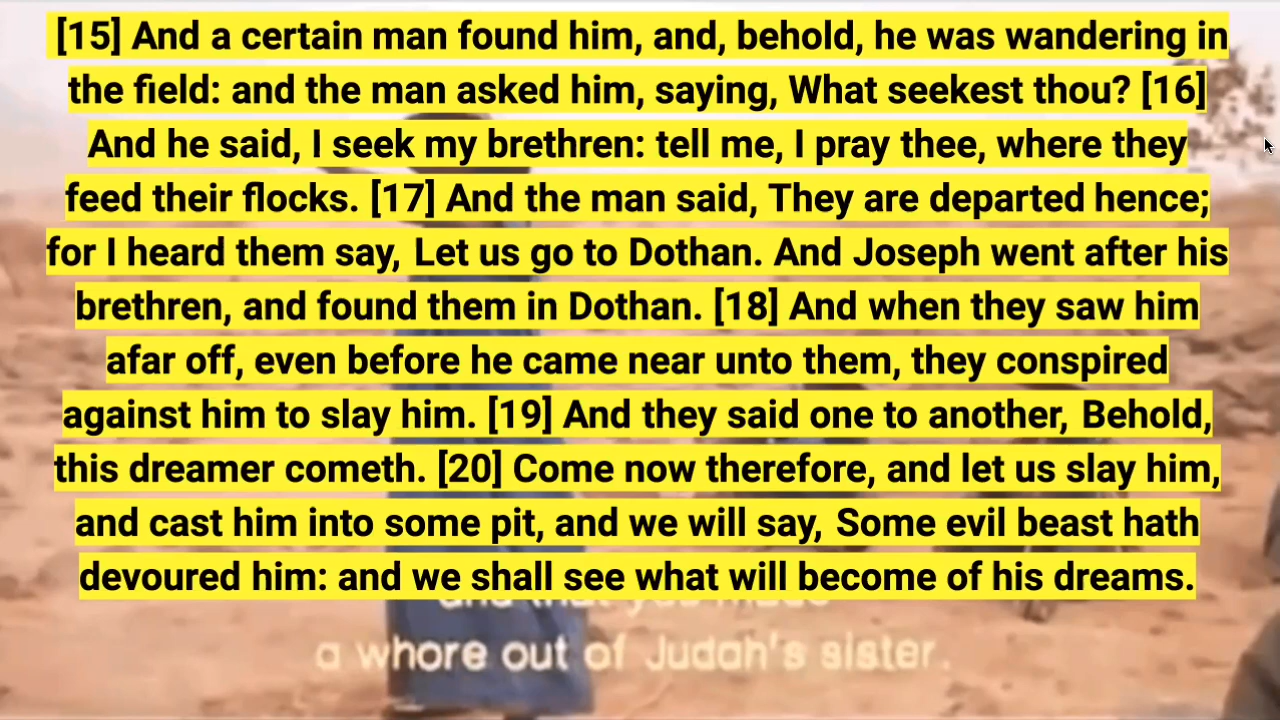 [15] And a certain man found him, and, behold, he was wandering in
the field: and the man asked him, saying, What seekest thou? [16]
And he said, I seek my brethren: tell me, I pray thee, where they
feed their flocks. [17] And the man said, They are departed hence;
for I heard them say, Let us go to Dothan. And Joseph went after his
brethren, and found them in Dothan. [18] And when they saw him
afar off, even before he came near unto them, they conspired
against him to slay him. [19] And they said one to another, Behold,
this dreamer cometh. [20] Come now therefore, and let us slay him,
and cast him into some pit, and we will say, Some evil beast hath
devoured him: and we shall see what will become of his dreams.
and that you made
a whore out of Judah's sister.